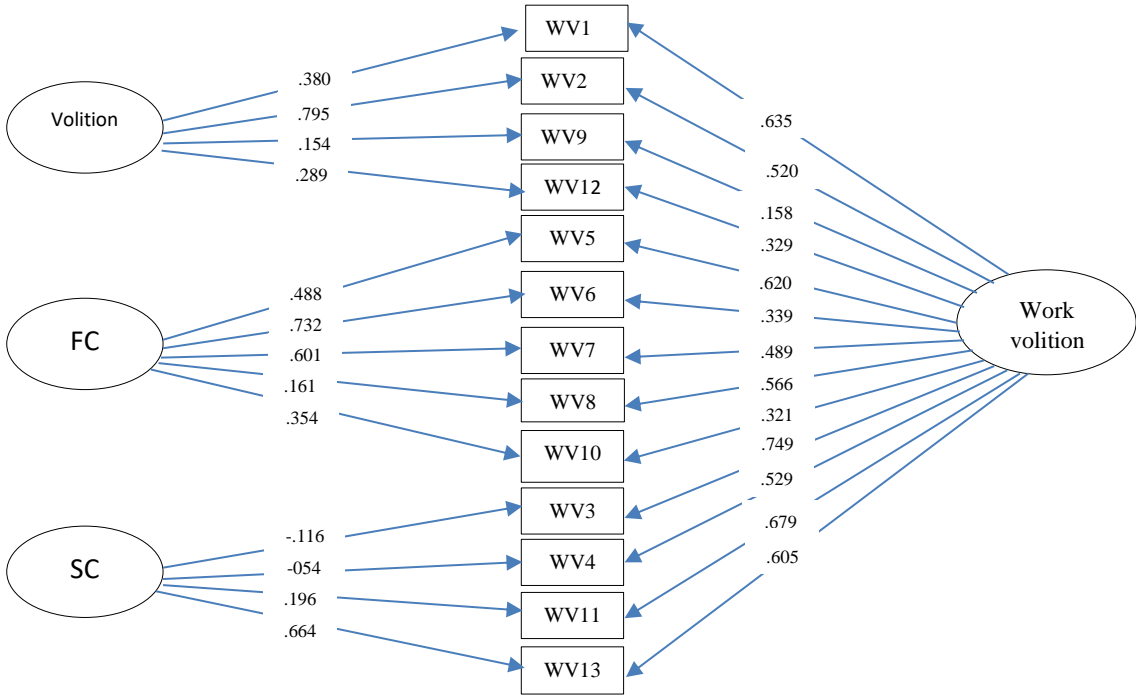 Volition
FC
SC
.380
.795
.154
.289
.488
.732
.601
.161
.354
-.116
-054
.196
.664
WV1
WV2
WV9
WV12
WV5
WV6
WV7
WV8
WV10
WV3
WV4
WV11
WV13
.635
.520
.158
.329
.620
.339
.489
.566
.321
.749
.529
.679
.605
Work
volition